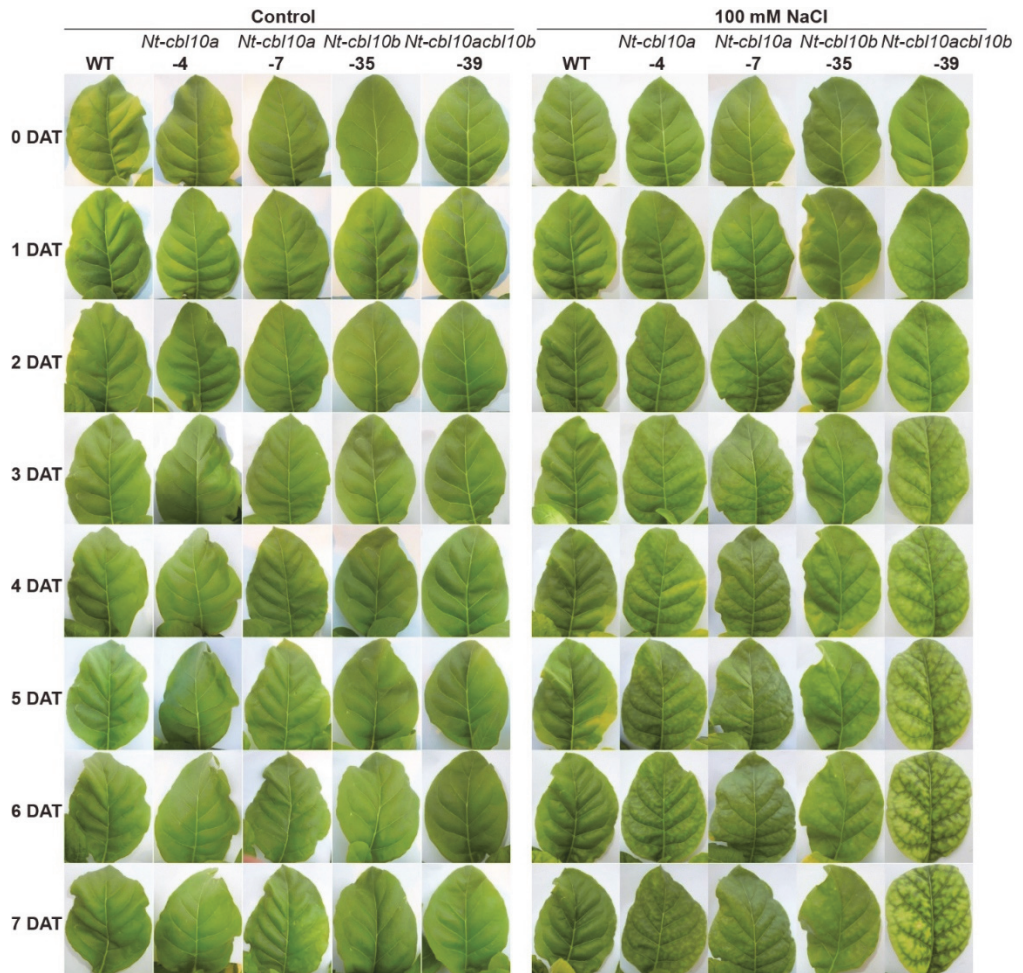 Control 100 mM NaCl
Nt-cbl10a Nt-cbl10a Nt-cbl10b Nt-cbl10acbl10b Nt-cbl10a Nt-cbl10a Nt-cbl10b Nt-cbl10acbl10b
WT -4 -7 -35 -39 WT -4 -7 -35 -39
0 DAT
1 DAT
2 DAT
3 DAT
4 DAT
5 DAT
6 DAT
7 DAT